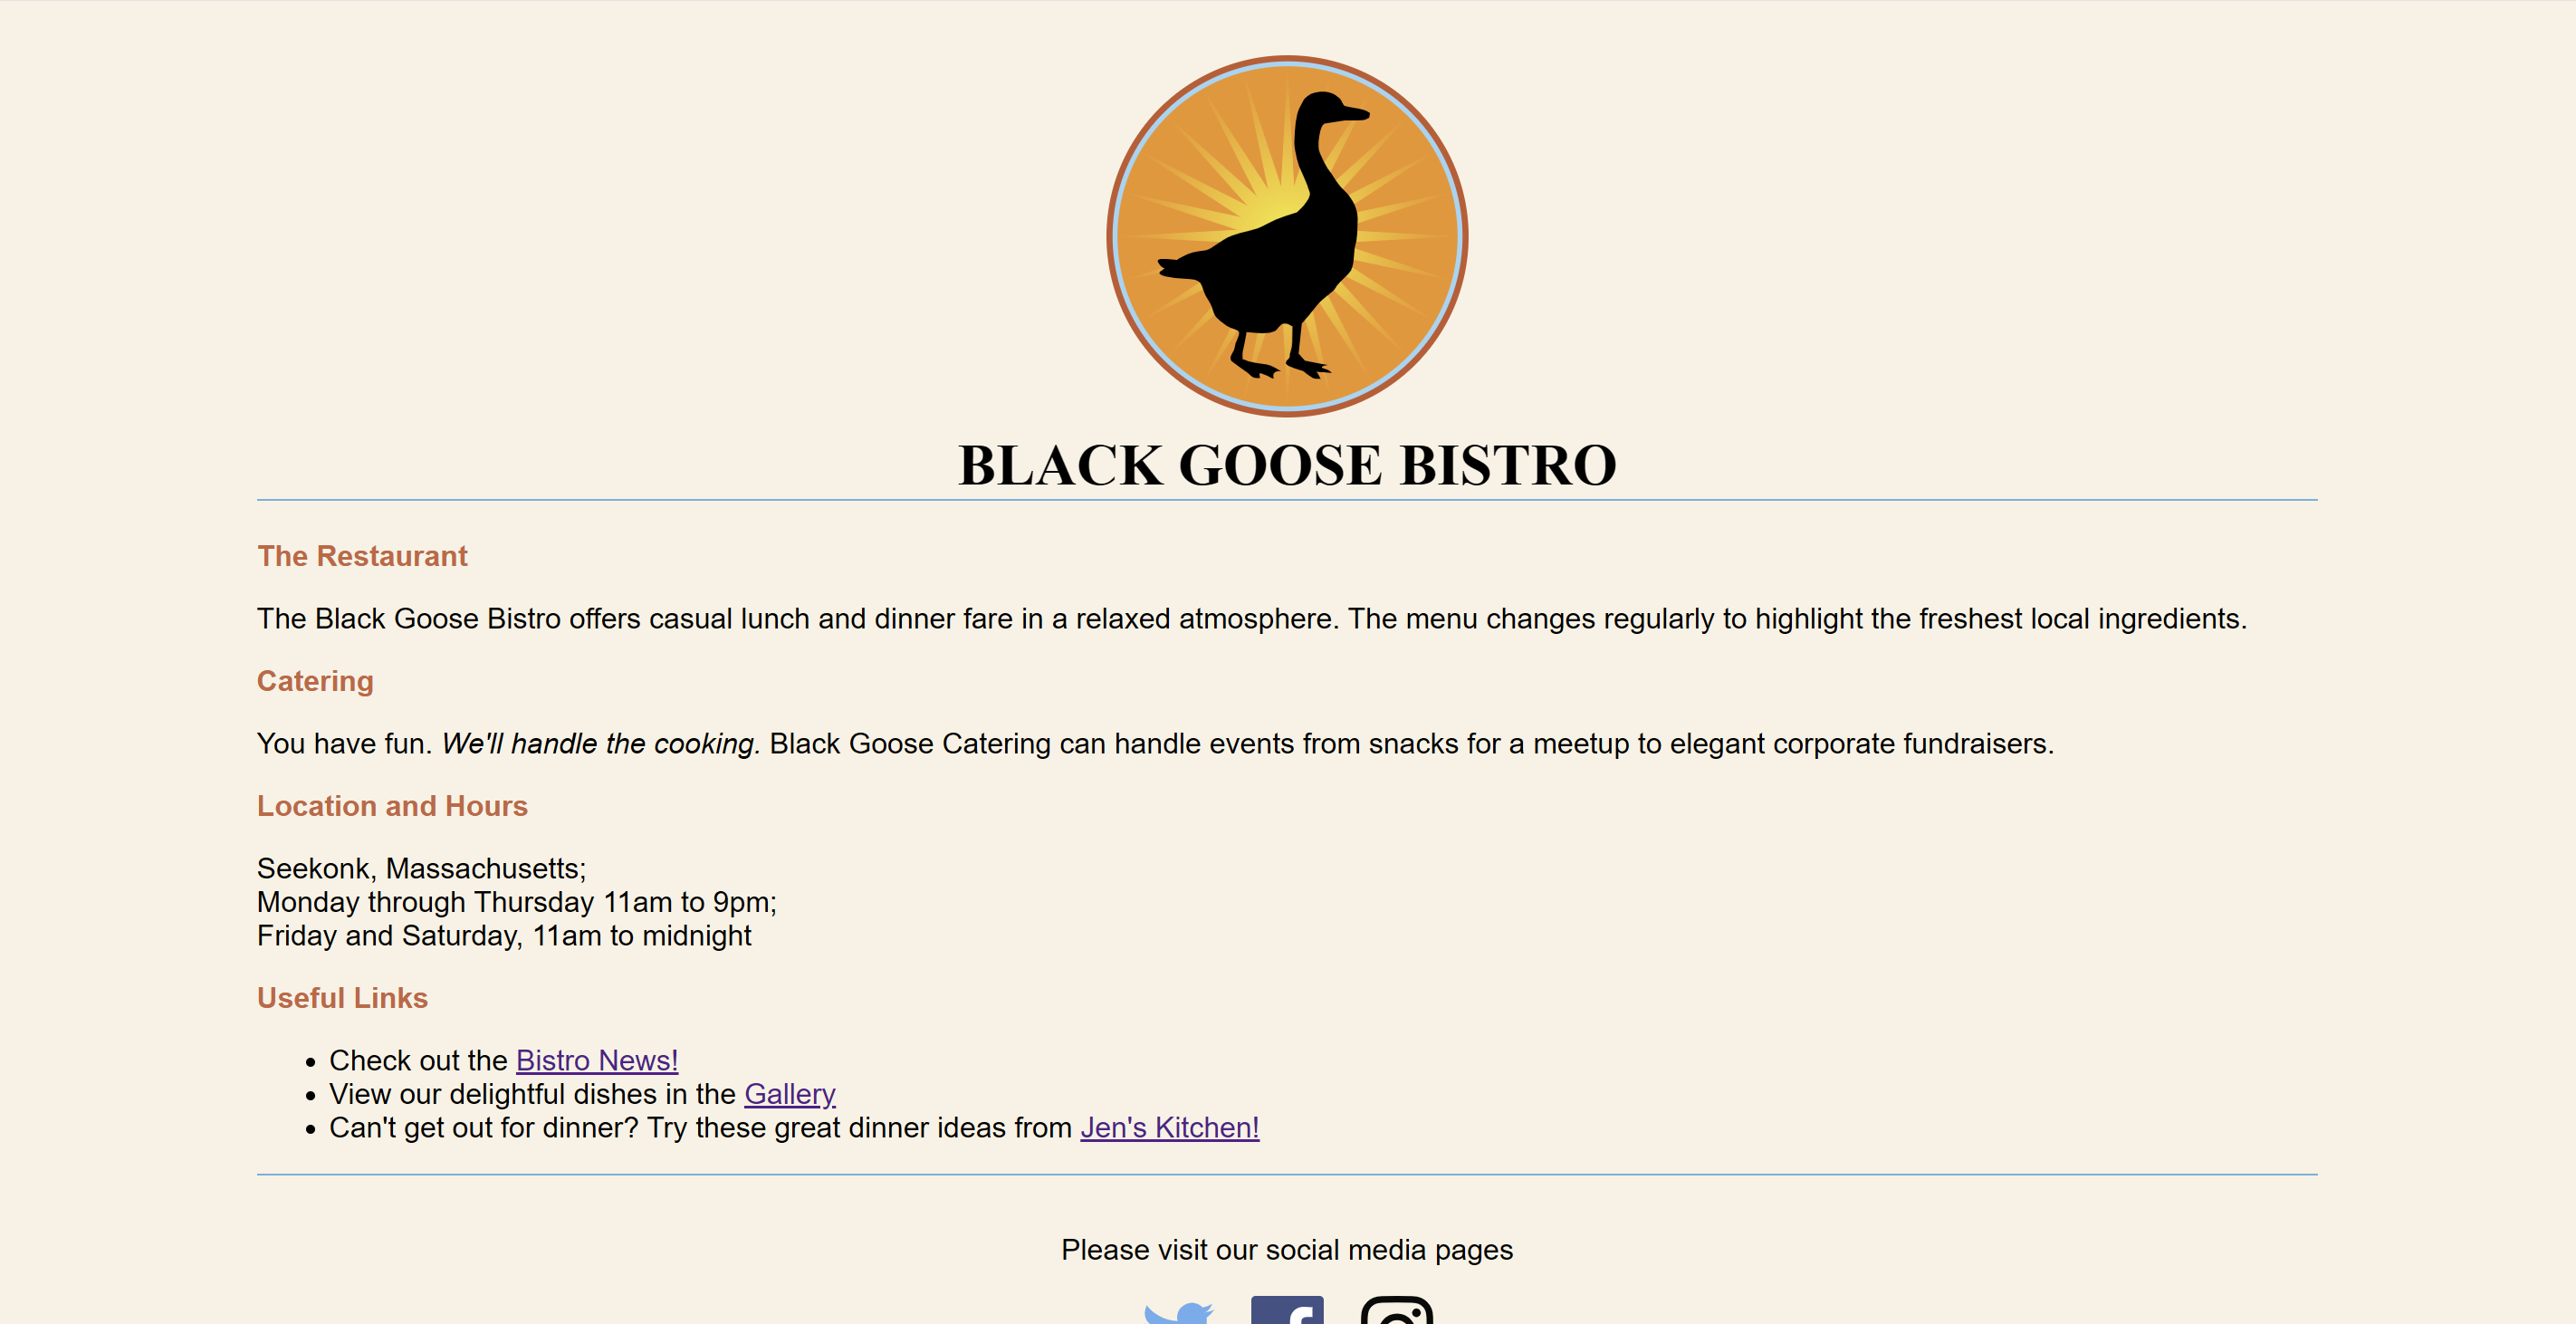 BLACK GOOSE BISTRO
The Restaurant
The Black Goose Bistro offers casual lunch and dinner fare in a relaxed atmosphere. The menu changes regularly to highlight the freshest local ingredients.
Catering
You have fun. We'll handle the cooking. Black Goose Catering can handle events from snacks for a meetup to elegant corporate fundraisers.
Location and Hours
Seekonk, Massachusetts;
Monday through Thursday 11am to 9pm;
Friday and Saturday, 11am to midnight
Useful Links
• Check out the Bistro News!
• View our delightful dishes in the Gallery
• Can't get out for dinner? Try these great dinner ideas from Jen's Kitchen!
Please visit our social media pages